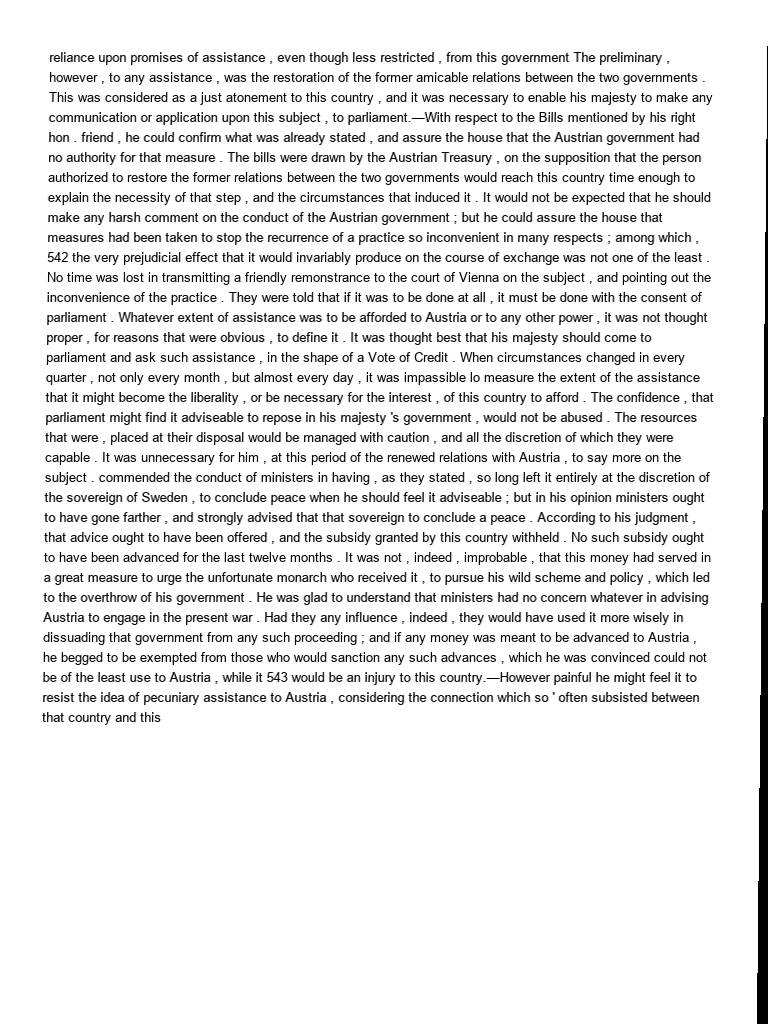 reliance upon promises of assistance , even though less restricted , from this government The preliminary ,
however , to any assistance , was the restoration of the former amicable relations between the two governments .
This was considered as a just atonement to this country , and it was necessary to enable his majesty to make any
communication or application upon this subject , to parliament.—With respect to the Bills mentioned by his right
hon . friend , he could confirm what was already stated , and assure the house that the Austrian government had
no authority for that measure . The bills were drawn by the Austrian Treasury , on the supposition that the person
authorized to restore the former relations between the two governments would reach this country time enough to
explain the necessity of that step , and the circumstances that induced it . It would not be expected that he should
make any harsh comment on the conduct of the Austrian government ; but he could assure the house that
measures had been taken to stop the recurrence of a practice so inconvenient in many respects ; among which ,
542 the very prejudicial effect that it would invariably produce on the course of exchange was not one of the least .
No time was lost in transmitting a friendly remonstrance to the court of Vienna on the subject , and pointing out the
inconvenience of the practice . They were told that if it was to be done at all , it must be done with the consent of
parliament . Whatever extent of assistance was to be afforded to Austria or to any other power , it was not thought
proper , for reasons that were obvious , to define it . It was thought best that his majesty should come to
parliament and ask such assistance , in the shape of a Vote of Credit . When circumstances changed in every
quarter , not only every month , but almost every day , it was impassible lo measure the extent of the assistance
that it might become the liberality , or be necessary for the interest , of this country to afford . The confidence , that
parliament might find it adviseable to repose in his majesty 's government , would not be abused . The resources
that were , placed at their disposal would be managed with caution , and all the discretion of which they were
capable . It was unnecessary for him , at this period of the renewed relations with Austria , to say more on the
subject . commended the conduct of ministers in having , as they stated , so long left it entirely at the discretion of
the sovereign of Sweden , to conclude peace when he should feel it adviseable ; but in his opinion ministers ought
to have gone farther , and strongly advised that that sovereign to conclude a peace . According to his judgment ,
that advice ought to have been offered , and the subsidy granted by this country withheld . No such subsidy ought
to have been advanced for the last twelve months . It was not , indeed , improbable , that this money had served in
a great measure to urge the unfortunate monarch who received it , to pursue his wild scheme and policy , which led
to the overthrow of his government . He was glad to understand that ministers had no concern whatever in advising
Austria to engage in the present war . Had they any influence , indeed , they would have used it more wisely in
dissuading that government from any such proceeding ; and if any money was meant to be advanced to Austria ,
he begged to be exempted from those who would sanction any such advances , which he was convinced could not
be of the least use to Austria , while it 543 would be an injury to this country.—However painful he might feel it to
resist the idea of pecuniary assistance to Austria , considering the connection which so ' often subsisted between
that country and this